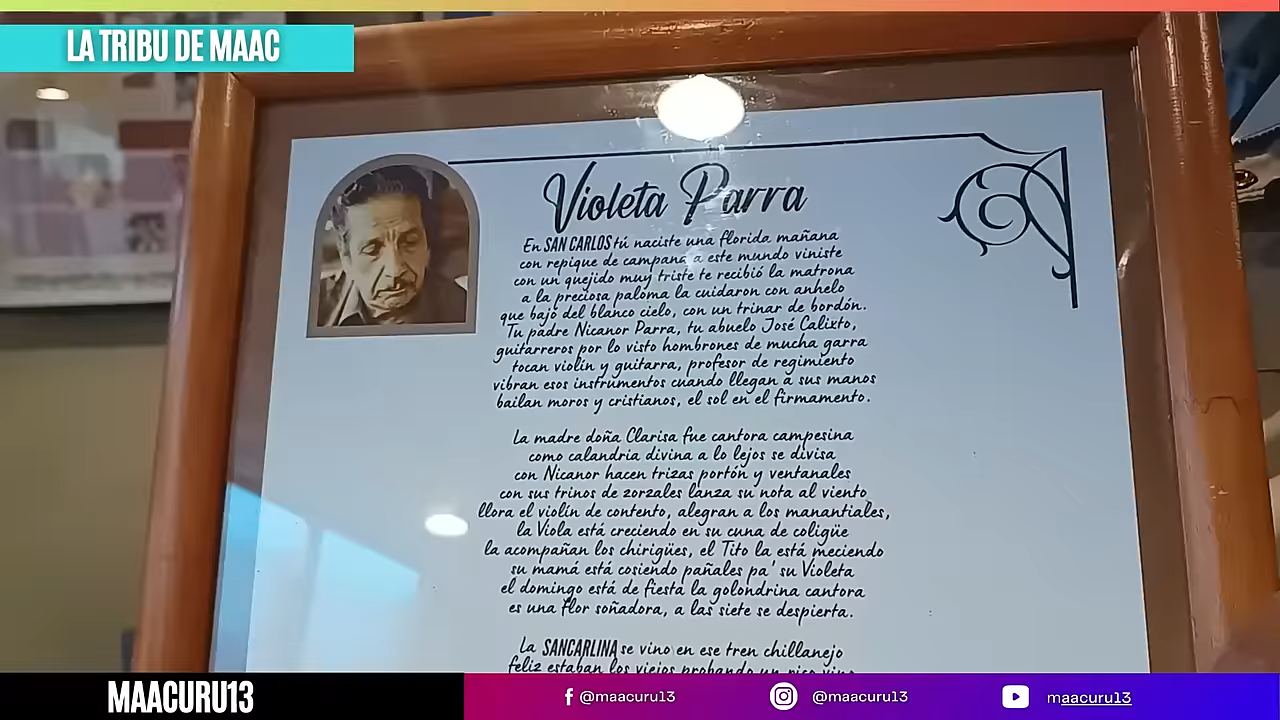 LA TRIBU DE MAAC
Violeta Parra
En SAN CARLOS tú naciste una florida mañana
con repique de campana a este mundo viniste
con un quejido muy triste te recibió la matrona
a la preciosa paloma la cuidaron con anhelo
que bajó del blanco cielo, con un trinar de bordón.
Tu padre Nicanor Parra, tu abuelo José Calixto,
guitarreros por lo visto hombrones de mucha garra
tocan violín y guitarra, profesor de regimiento
vibran esos instrumentos cuando llegan a sus manos
bailan moros y cristianos, el sol en el firmamento.
La madre doña Clarisa fue cantora campesina
como calandria divina a lo lejos se divisa
con Nicanor hacen trizas portón y ventanales
con sus trinos de zorzales lanza su nota al viento
llora el violín de contento, alegran a los manantiales,
la Viola está creciendo en su cuna de coligüe
la acompañan los chirigües, el Tito la está meciendo
su mamá está cosiendo pañales pa' su Violeta
el domingo está de fiesta la golondrina cantora
es una flor soñadora, a las siete se despierta.
La SANCARLINA se vino en ese tren chillanejo
feliz estaban los viejos probando un rico vino
MAACURU13
@maacuru13
@maacuru13
maacuru13